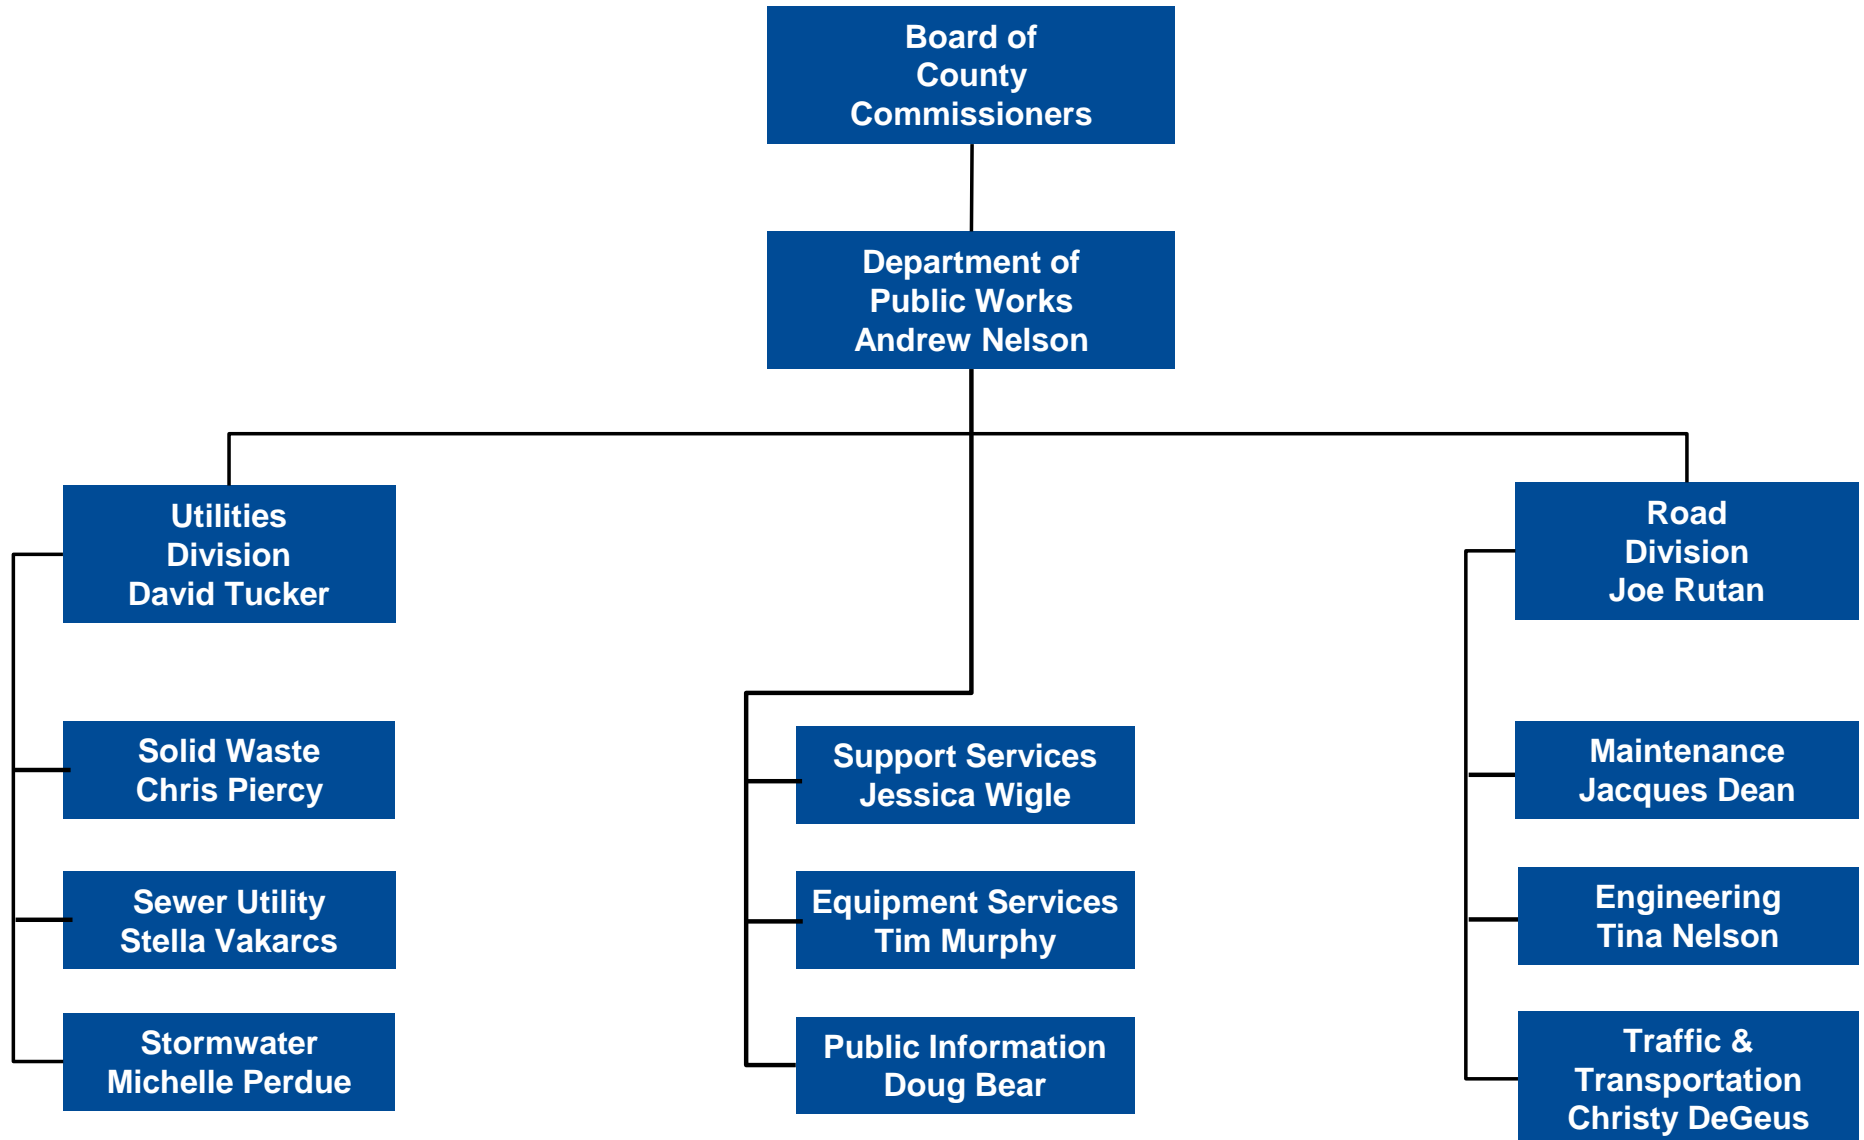 Board of
County
Commissioners
Department of
Public Works
Andrew Nelson
Utilities
Division
David Tucker
Road
Division
Joe Rutan
Solid Waste
Chris Piercy
Sewer Utility
Stella Vakarcs
Stormwater
Michelle Perdue
Support Services
Jessica Wigle
Equipment Services
Tim Murphy
Public Information
Doug Bear
Maintenance
Jacques Dean
Engineering
Tina Nelson
Traffic &
Transportation
Christy DeGeus